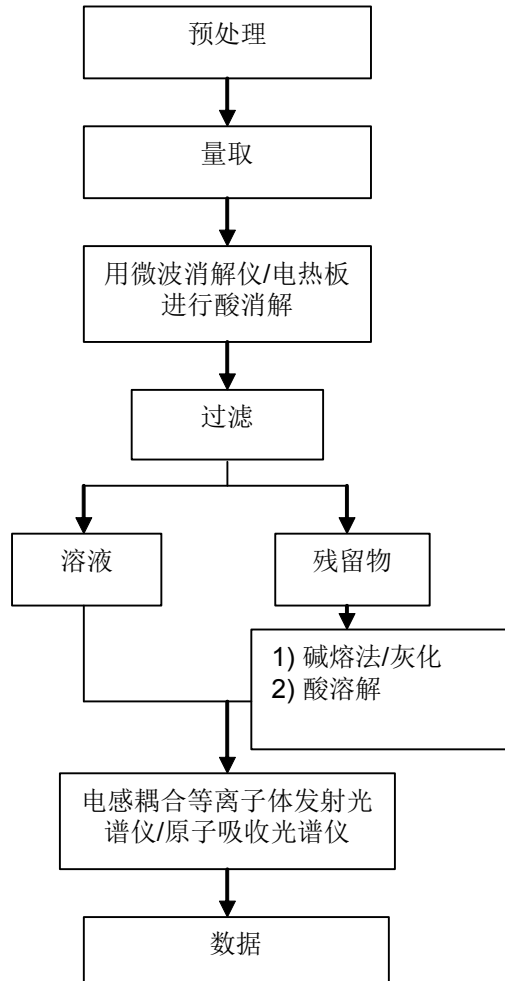 预处理
量取
用微波消解仪/电热板
进行酸消解
过滤
溶液
残留物
1) 碱熔法/灰化
2) 酸溶解
电感耦合等离子体发射光
谱仪/原子吸收光谱仪
数据